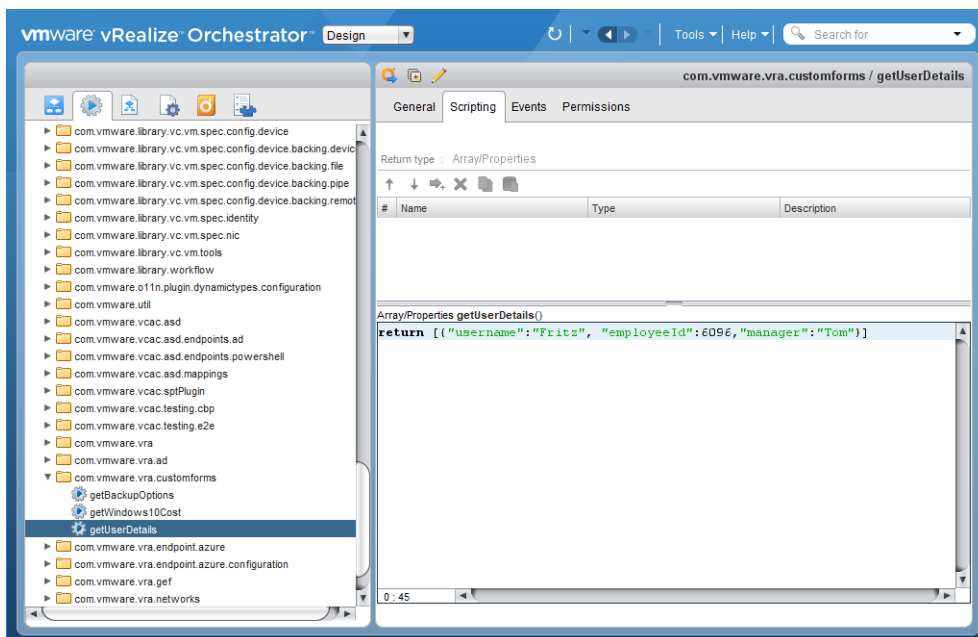 vmware® vRealize™ Orchestrator™ Design
Tools Help Search for
com.vmware.vra.customforms / getUserDetails
General Scripting Events Permissions
Return type : Array/Properties
# Name Type Description
Array/Properties getUserDetails()
return [{"username":"Fritz", "employeeId":6096,"manager":"Tom"}]
0 : 45
com.vmware.library.vc.vm.spec.config.device
com.vmware.library.vc.vm.spec.config.device.backing.devic
com.vmware.library.vc.vm.spec.config.device.backing.file
com.vmware.library.vc.vm.spec.config.device.backing.pipe
com.vmware.library.vc.vm.spec.config.device.backing.remot
com.vmware.library.vc.vm.spec.identity
com.vmware.library.vc.vm.spec.nic
com.vmware.library.vc.vm.tools
com.vmware.library.workflow
com.vmware.o11n.plugin.dynamictypes.configuration
com.vmware.util
com.vmware.vcac.asd
com.vmware.vcac.asd.endpoints.ad
com.vmware.vcac.asd.endpoints.powershell
com.vmware.vcac.asd.mappings
com.vmware.vcac.sptPlugin
com.vmware.vcac.testing.cbp
com.vmware.vcac.testing.e2e
com.vmware.vra
com.vmware.vra.ad
com.vmware.vra.customforms
getBackupOptions
getWindows10Cost
getUserDetails
com.vmware.vra.endpoint.azure
com.vmware.vra.endpoint.azure.configuration
com.vmware.vra.gef
com.vmware.vra.networks